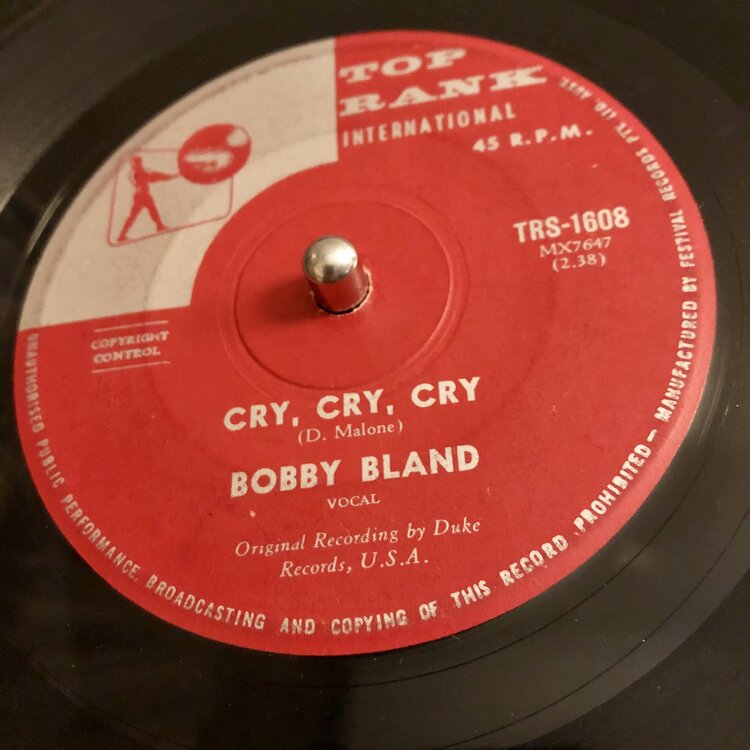 TOP
RANK
INTERNATIONAL
45 R.P.M.
TRS-1608
MX7647
(2.38)
COPYRIGHT
CONTROL
CRY, CRY, CRY
(D. Malone)
BOBBY BLAND
VOCAL
Original Recording by Duke
Records, U.S.A.
UNAUTHORISED PUBLIC PERFORMANCE, BROADCASTING AND COPYING OF THIS RECORD PROHIBITED — MANUFACTURED BY FESTIVAL RECORDS PTY. LTD. AUST.